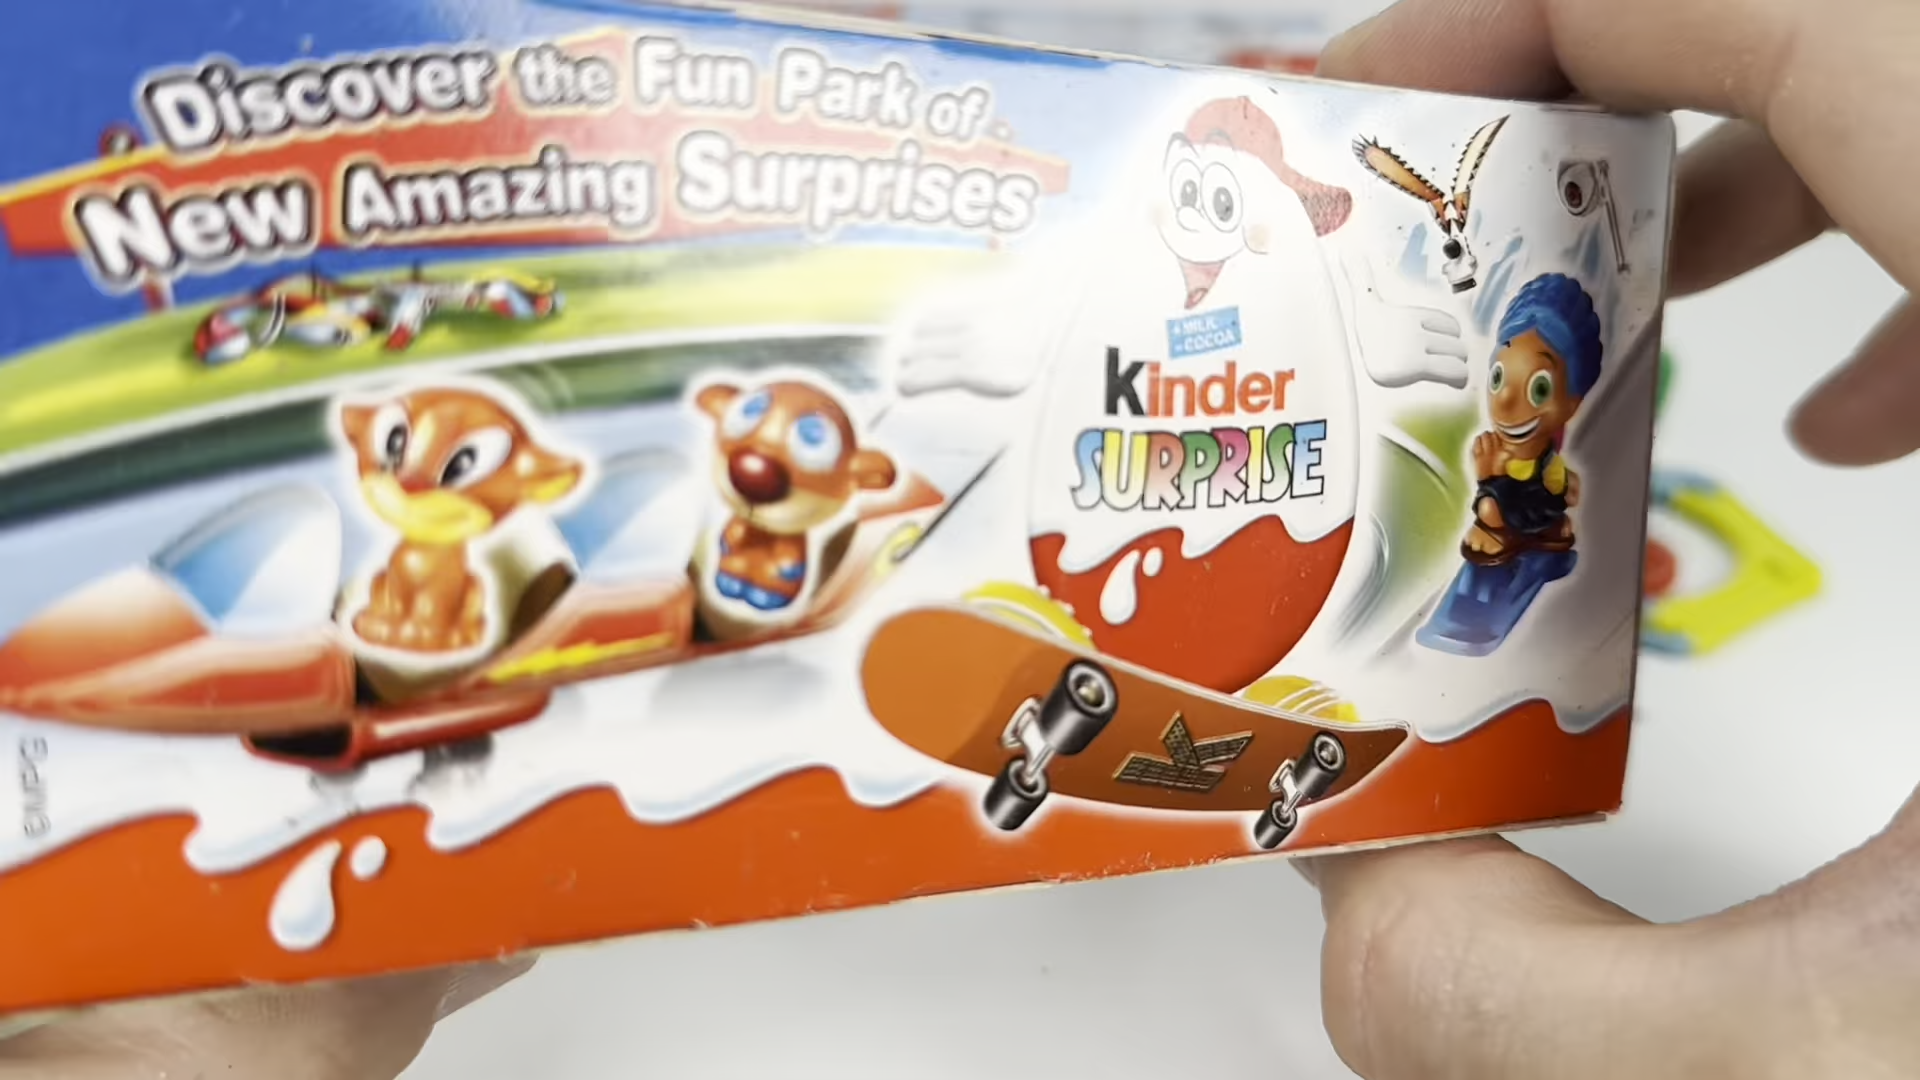 Discover the Fun Park of
New Amazing Surprises
+MILK
-COCOA
Kinder
SURPRISE
K